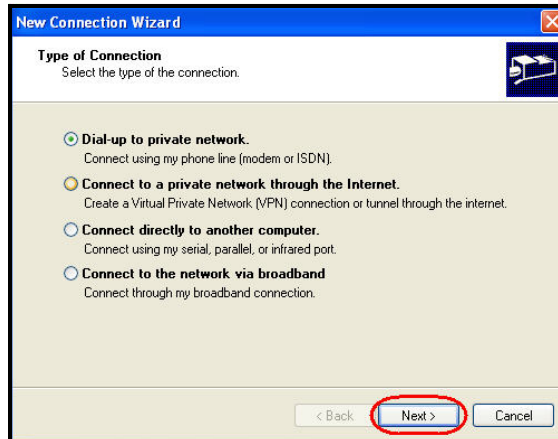 New Connection Wizard
Type of Connection
Select the type of the connection.
Dial-up to private network.
Connect using my phone line (modem or ISDN).
Connect to a private network through the Internet.
Create a Virtual Private Network (VPN) connection or tunnel through the internet.
Connect directly to another computer.
Connect using my serial, parallel, or infrared port.
Connect to the network via broadband
Connect through my broadband connection.
< Back Next > Cancel